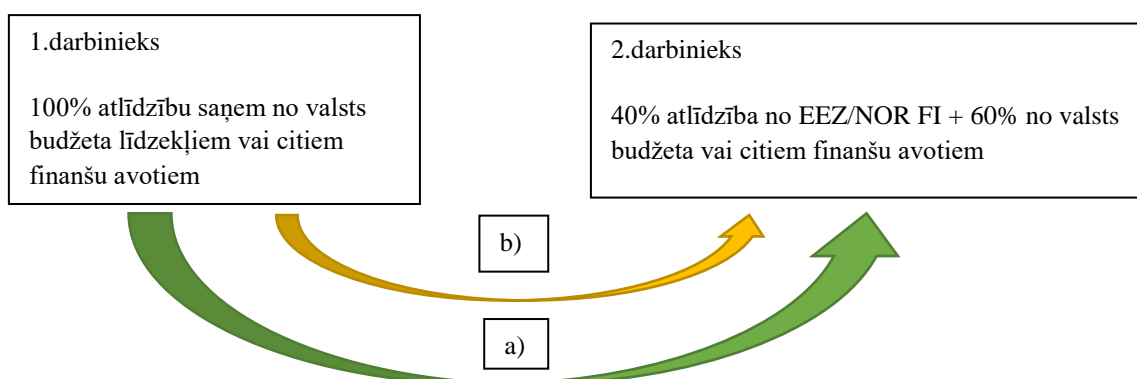 1.darbinieks
100% atlīdzību saņem no valsts
budžeta līdzekļiem vai citiem
finanšu avotiem
2.darbinieks
40% atlīdzība no EEZ/NOR FI + 60% no valsts
budžeta vai citiem finanšu avotiem
b)
a)